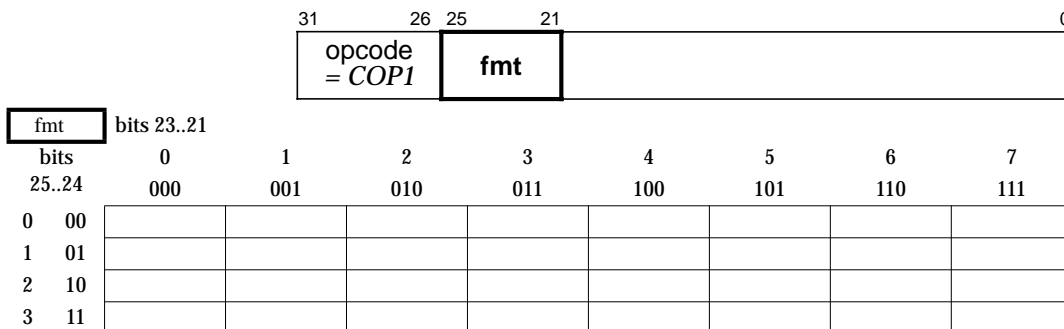 31 26 25 21 0
opcode
= COP1
fmt
fmt bits 23..21
bits 0 1 2 3 4 5 6 7
25..24 000 001 010 011 100 101 110 111
0 00
1 01
2 10
3 11